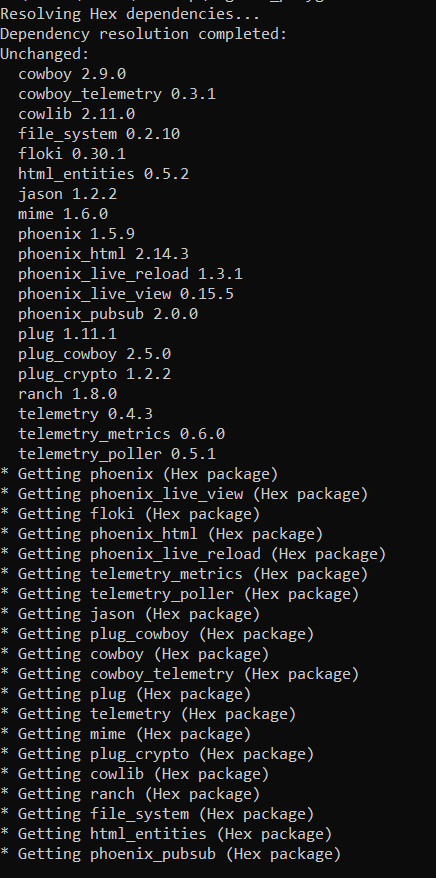 Resolving Hex dependencies...
Dependency resolution completed:
Unchanged:
  cowboy 2.9.0
  cowboy_telemetry 0.3.1
  cowlib 2.11.0
  file_system 0.2.10
  floki 0.30.1
  html_entities 0.5.2
  jason 1.2.2
  mime 1.6.0
  phoenix 1.5.9
  phoenix_html 2.14.3
  phoenix_live_reload 1.3.1
  phoenix_live_view 0.15.5
  phoenix_pubsub 2.0.0
  plug 1.11.1
  plug_cowboy 2.5.0
  plug_crypto 1.2.2
  ranch 1.8.0
  telemetry 0.4.3
  telemetry_metrics 0.6.0
  telemetry_poller 0.5.1
* Getting phoenix (Hex package)
* Getting phoenix_live_view (Hex package)
* Getting floki (Hex package)
* Getting phoenix_html (Hex package)
* Getting phoenix_live_reload (Hex package)
* Getting telemetry_metrics (Hex package)
* Getting telemetry_poller (Hex package)
* Getting jason (Hex package)
* Getting plug_cowboy (Hex package)
* Getting cowboy (Hex package)
* Getting cowboy_telemetry (Hex package)
* Getting plug (Hex package)
* Getting telemetry (Hex package)
* Getting mime (Hex package)
* Getting plug_crypto (Hex package)
* Getting cowlib (Hex package)
* Getting ranch (Hex package)
* Getting file_system (Hex package)
* Getting html_entities (Hex package)
* Getting phoenix_pubsub (Hex package)